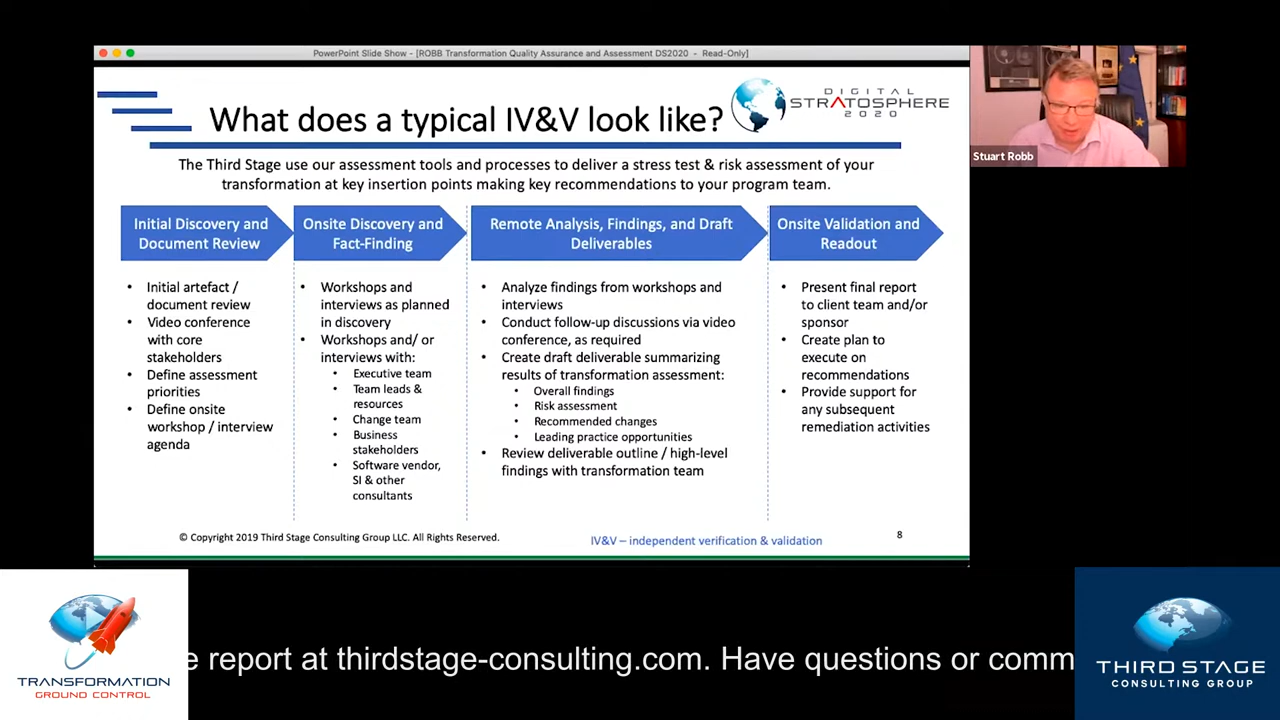 PowerPoint Slide Show - [ROBB Transformation Quality Assurance and Assessment DS2020 - Read-Only]
What does a typical IV&V look like?
DIGITAL
STRATOSPHERE
2020
Stuart Robb
The Third Stage use our assessment tools and processes to deliver a stress test & risk assessment of your
transformation at key insertion points making key recommendations to your program team.
Initial Discovery and
Document Review
• Initial artefact /
document review
• Video conference
with core
stakeholders
• Define assessment
priorities
• Define onsite
workshop / interview
agenda
Onsite Discovery and
Fact-Finding
• Workshops and
interviews as planned
in discovery
• Workshops and/ or
interviews with:
• Executive team
• Team leads &
resources
• Change team
• Business
stakeholders
• Software vendor,
SI & other
consultants
Remote Analysis, Findings, and Draft
Deliverables
• Analyze findings from workshops and
interviews
• Conduct follow-up discussions via video
conference, as required
• Create draft deliverable summarizing
results of transformation assessment:
• Overall findings
• Risk assessment
• Recommended changes
• Leading practice opportunities
• Review deliverable outline / high-level
findings with transformation team
Onsite Validation and
Readout
• Present final report
to client team and/or
sponsor
• Create plan to
execute on
recommendations
• Provide support for
any subsequent
remediation activities
© Copyright 2019 Third Stage Consulting Group LLC. All Rights Reserved.
IV&V – independent verification & validation
8
TRANSFORMATION
GROUND CONTROL
e report at thirdstage-consulting.com. Have questions or comm
THIRD STAGE
CONSULTING GROUP